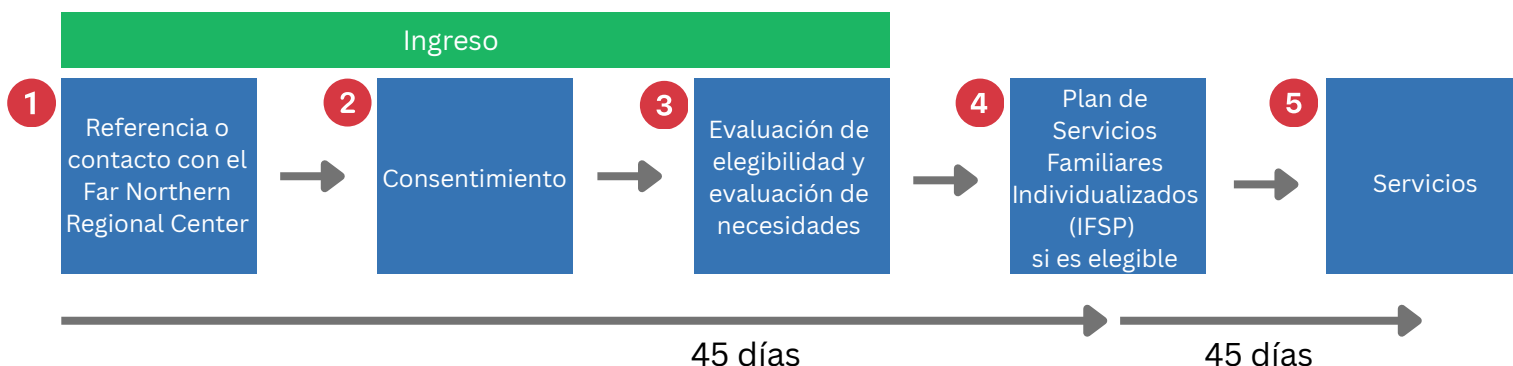 Ingreso
1
Referencia o
contacto con el
Far Northern
Regional Center
2
Consentimiento
3
Evaluación de
elegibilidad y
evaluación de
necesidades
4
Plan de
Servicios
Familiares
Individualizados
(IFSP)
si es elegible
5
Servicios
45 días
45 días